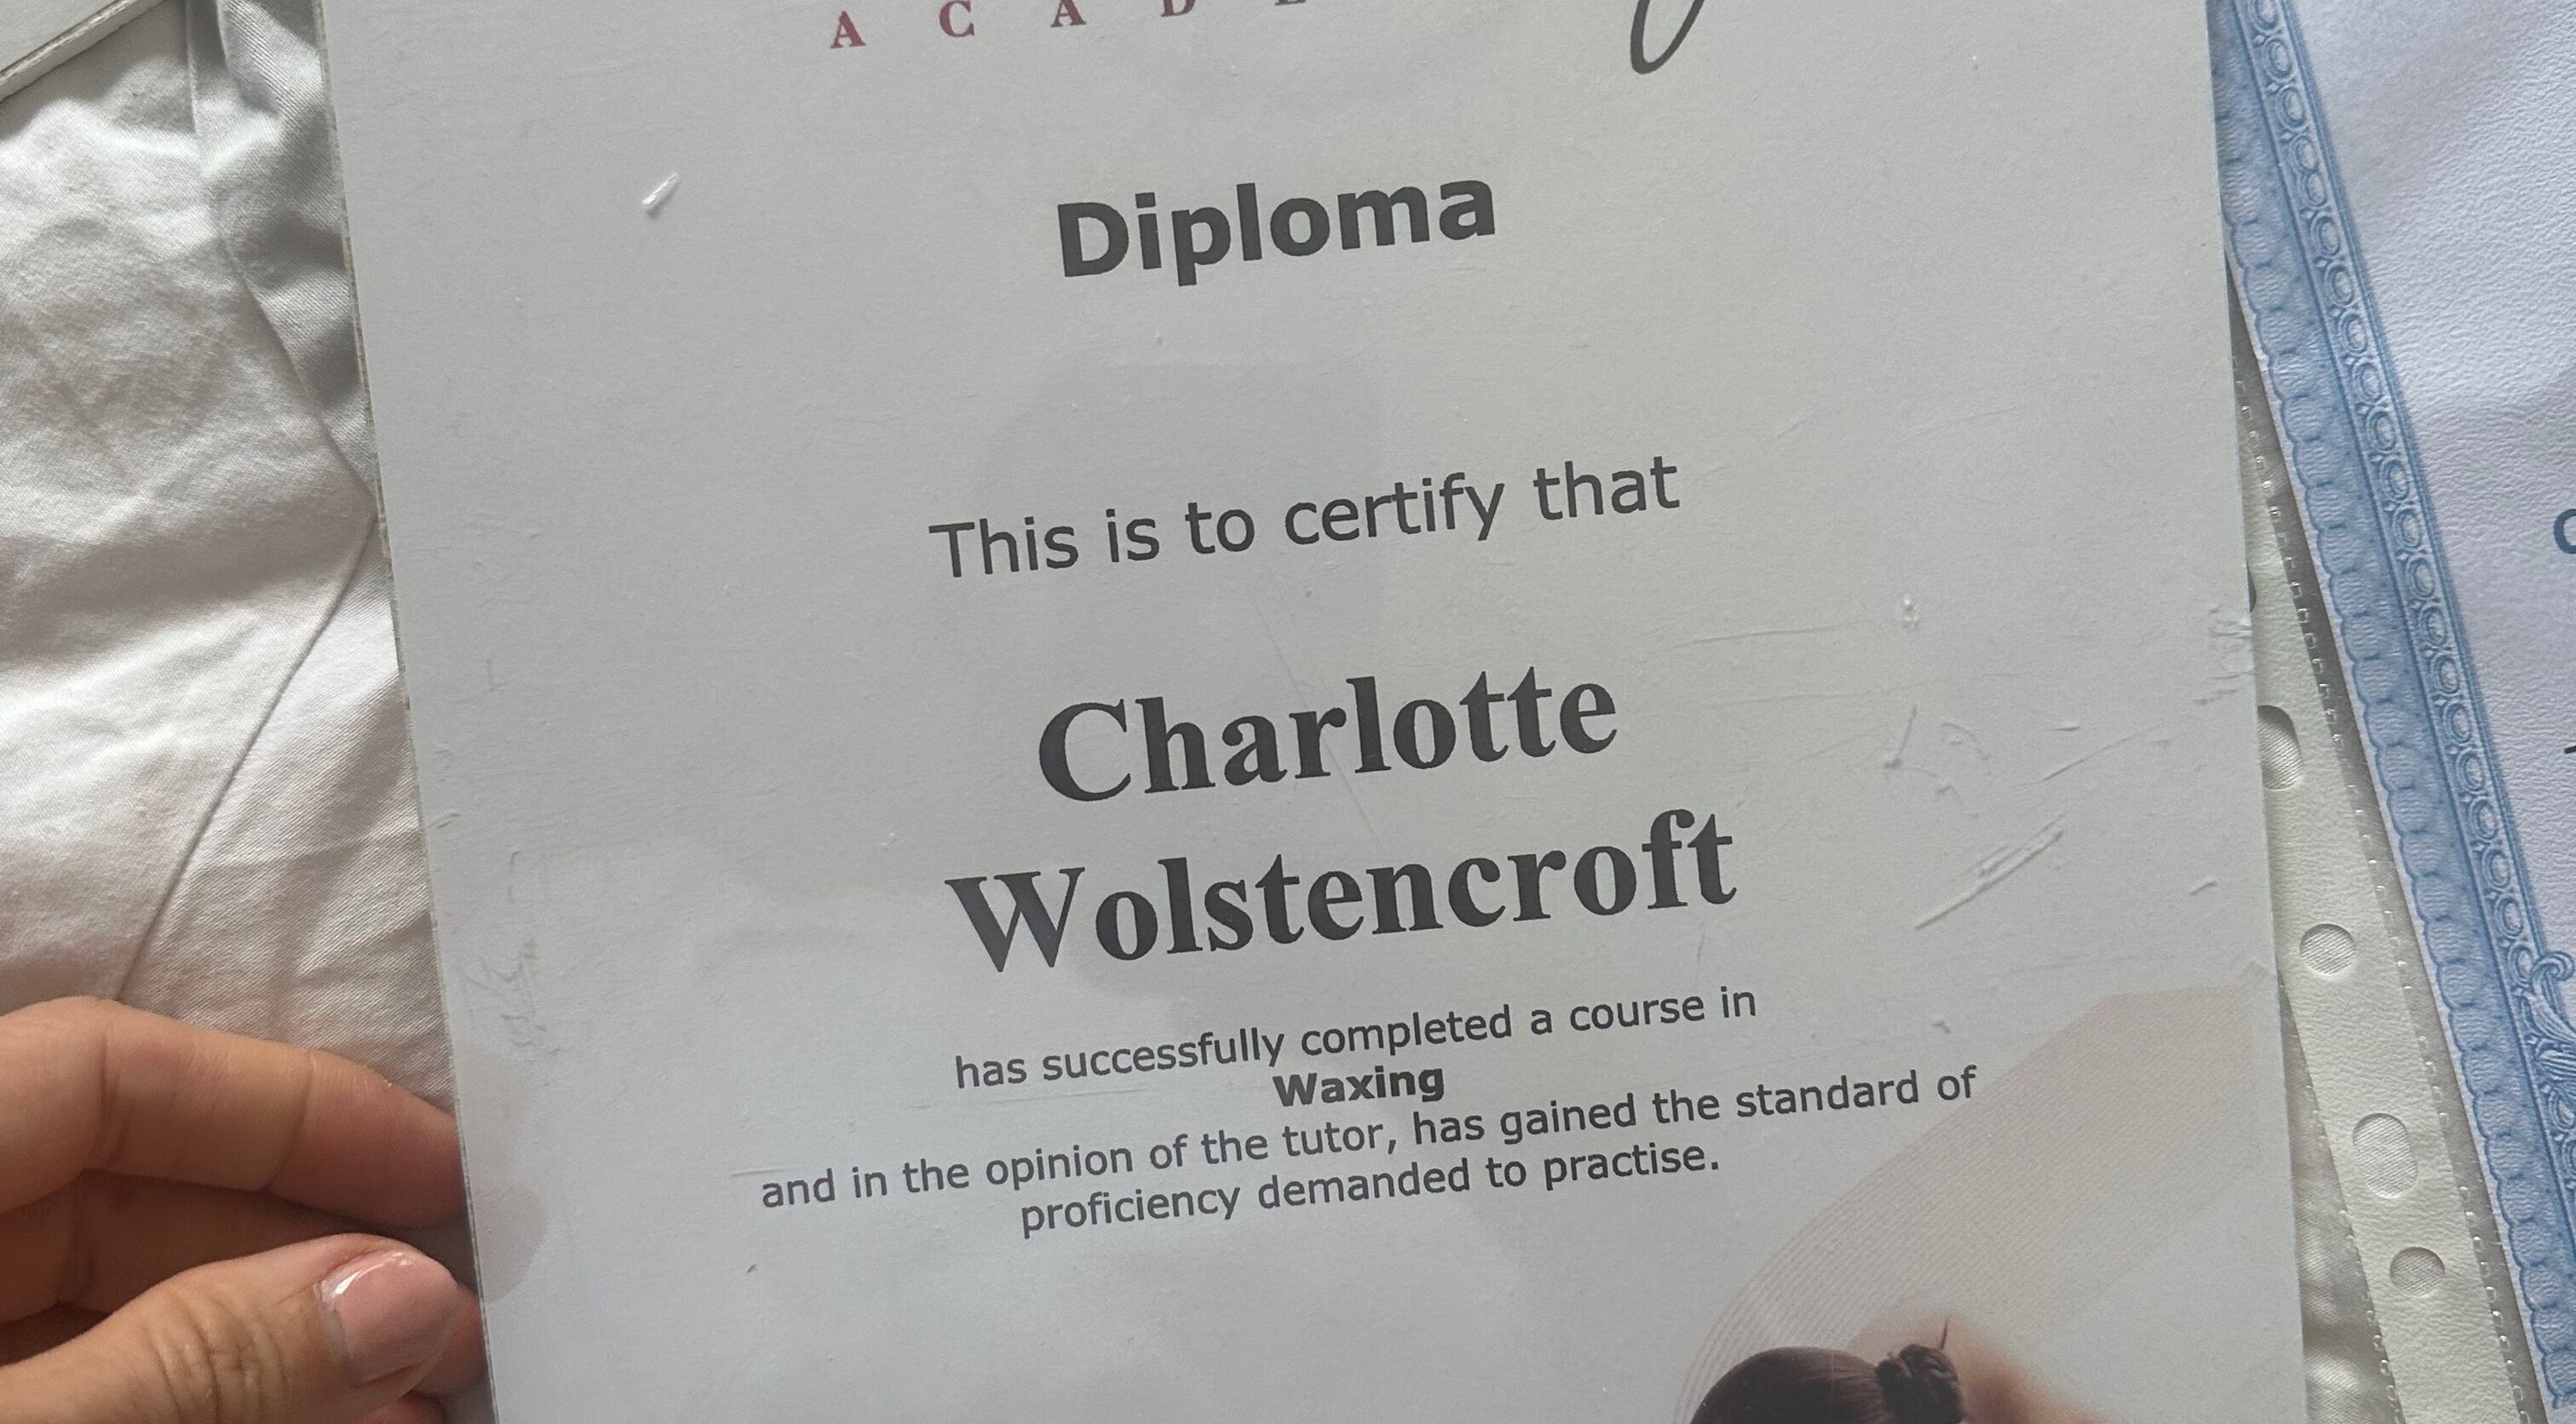 Diploma
This is to certify that
Charlotte
Wolstencroft
has successfully completed a course in
Waxing
and in the opinion of the tutor, has gained the standard of
proficiency demanded to practise.